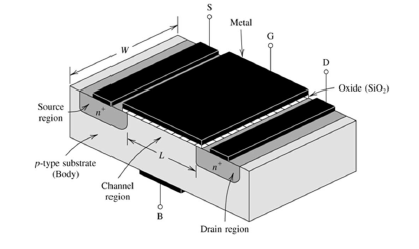 S
Metal
W
G
D
Oxide (SiO₂)
Source
region
n⁺
p-type substrate
(Body)
L
n⁺
Channel
region
B
Drain region